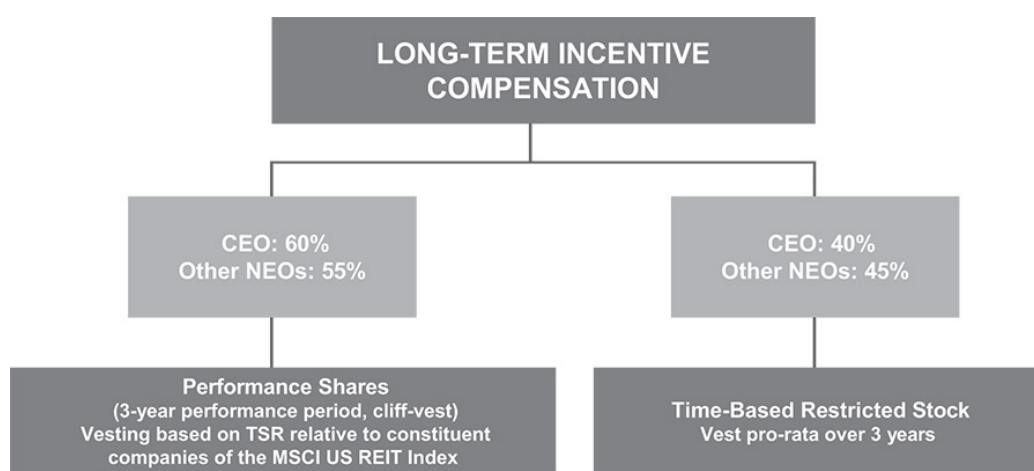 LONG-TERM INCENTIVE
COMPENSATION
CEO: 60%
Other NEOs: 55%
CEO: 40%
Other NEOs: 45%
Performance Shares
(3-year performance period, cliff-vest)
Vesting based on TSR relative to constituent
companies of the MSCI US REIT Index
Time-Based Restricted Stock
Vest pro-rata over 3 years